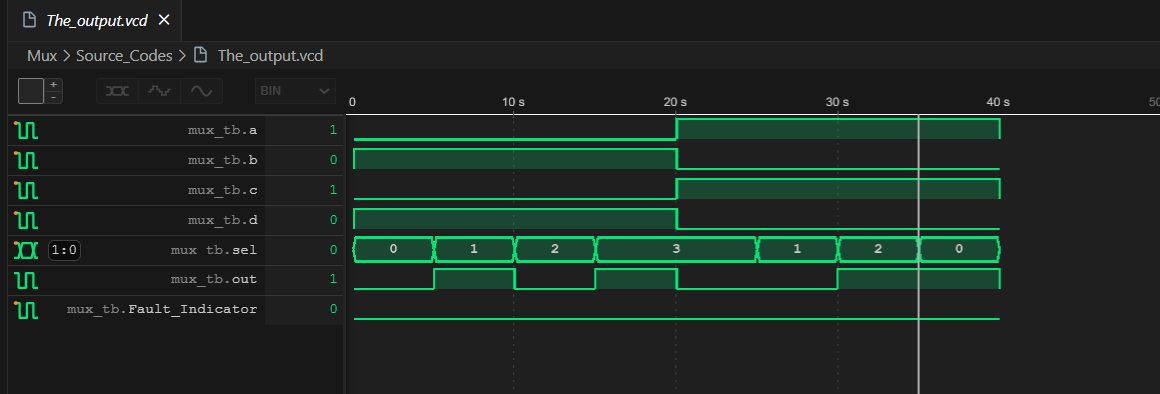 The_output.vcd ×
Mux > Source_Codes > The_output.vcd
+
-
BIN
0 10 s 20 s 30 s 40 s 50
mux_tb.a 1
mux_tb.b 0
mux_tb.c 1
mux_tb.d 0
1:0 mux tb.sel 0 0 1 2 3 1 2 0
mux_tb.out 1
mux_tb.Fault_Indicator 0